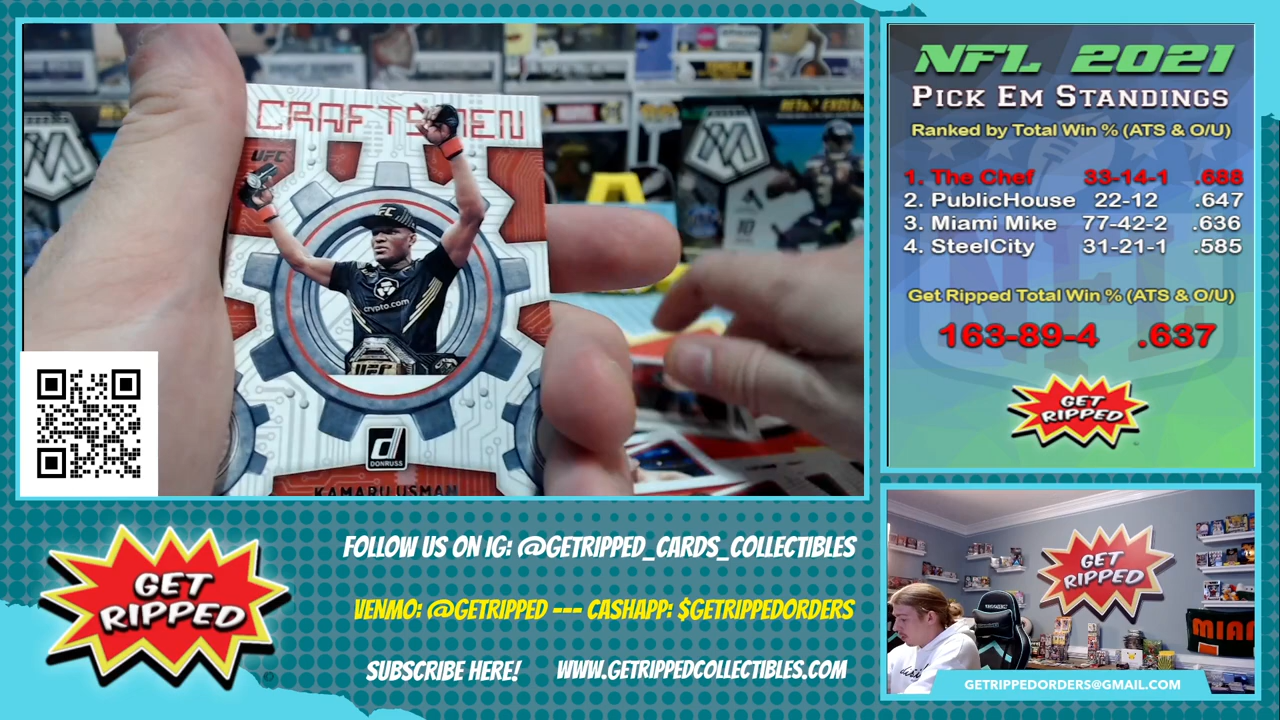 CRAFTSMEN
UFC
crypto.com
UFC
d
DONRUSS
KAMARU USMAN
NFL 2021
PICK EM STANDINGS
Ranked by Total Win % (ATS & O/U)
1. The Chef 33-14-1 .688
2. PublicHouse 22-12 .647
3. Miami Mike 77-42-2 .636
4. SteelCity 31-21-1 .585
Get Ripped Total Win % (ATS & O/U)
163-89-4 .637
GET
RIPPED
GET
RIPPED
FOLLOW US ON IG: @GETRIPPED_CARDS_COLLECTIBLES
VENMO: @GETRIPPED --- CASHAPP: $GETRIPPEDORDERS
SUBSCRIBE HERE! WWW.GETRIPPEDCOLLECTIBLES.COM
GET
RIPPED
MIAMI
GETRIPPEDORDERS@GMAIL.COM